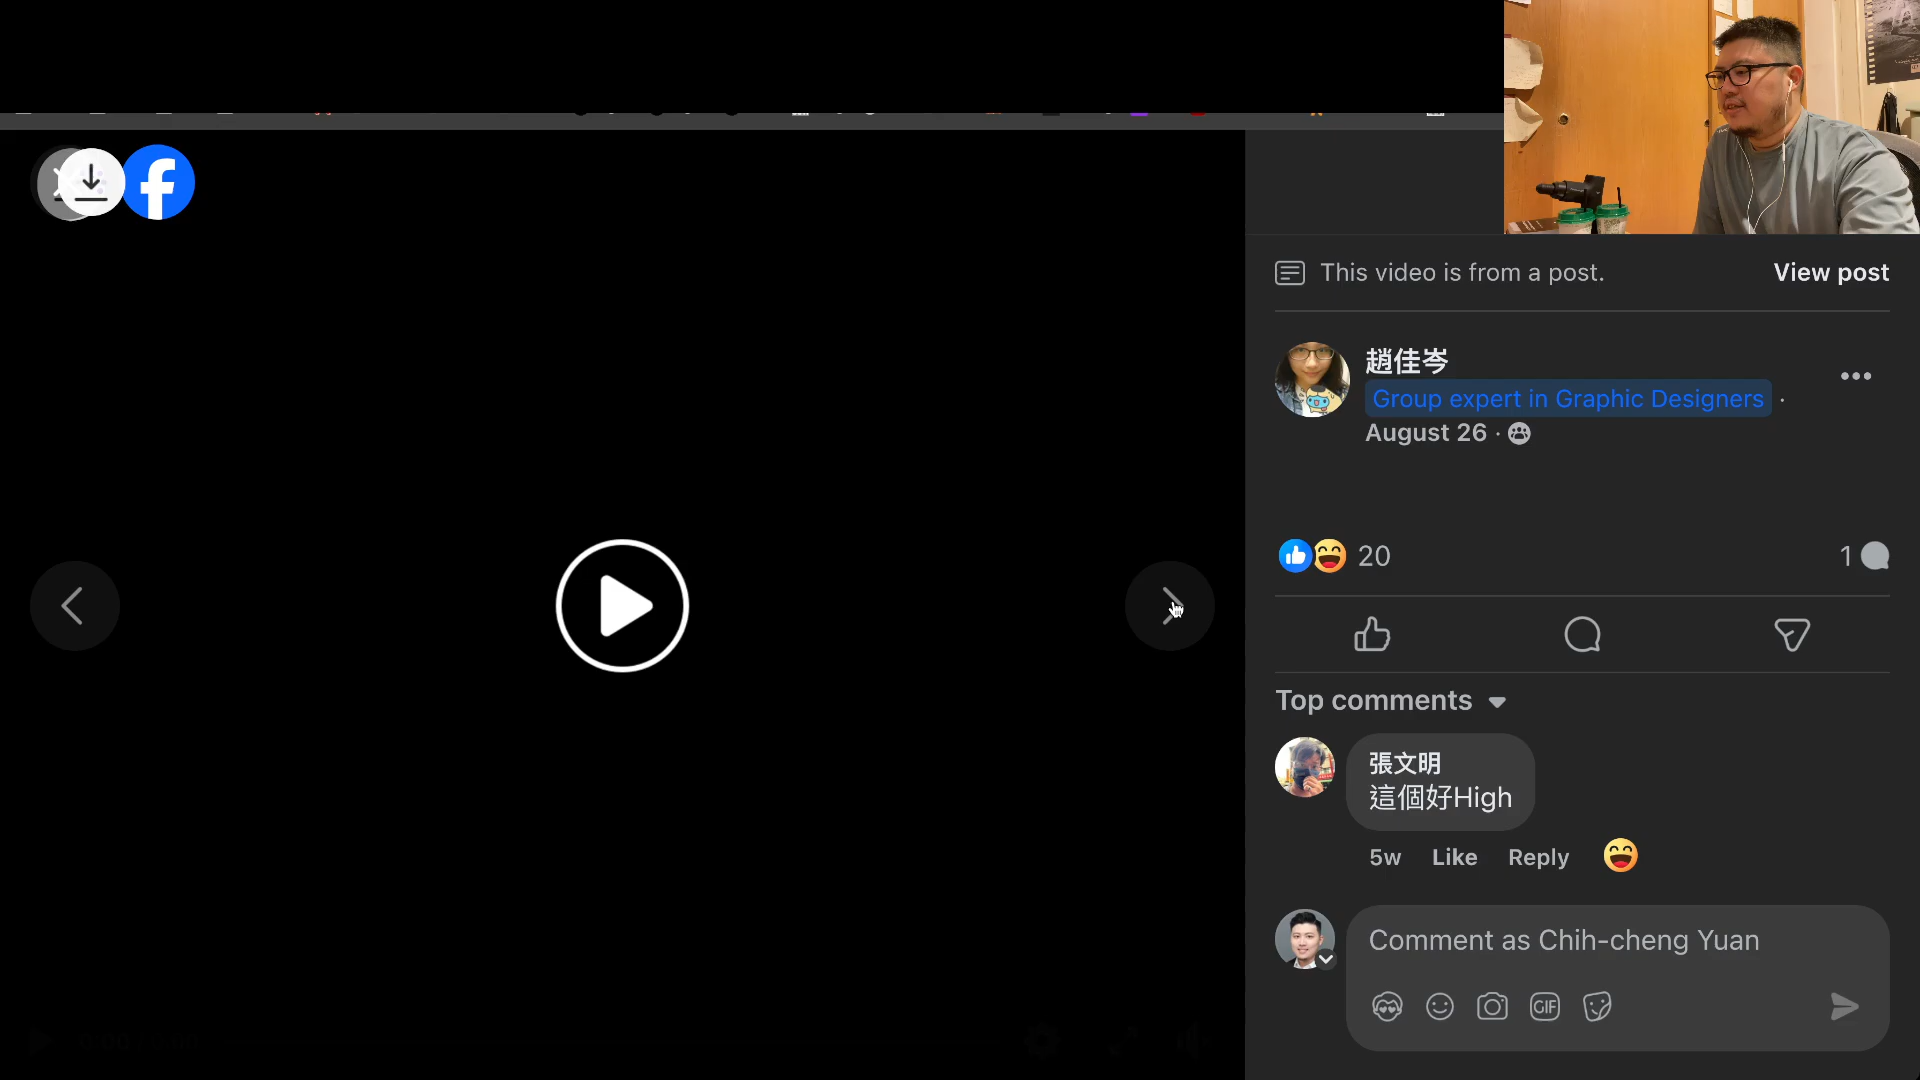 This video is from a post.
View post
趙佳岑
Group expert in Graphic Designers ·
August 26 ·
20
1
Top comments
張文明
這個好High
5w Like Reply
Comment as Chih-cheng Yuan
GIF